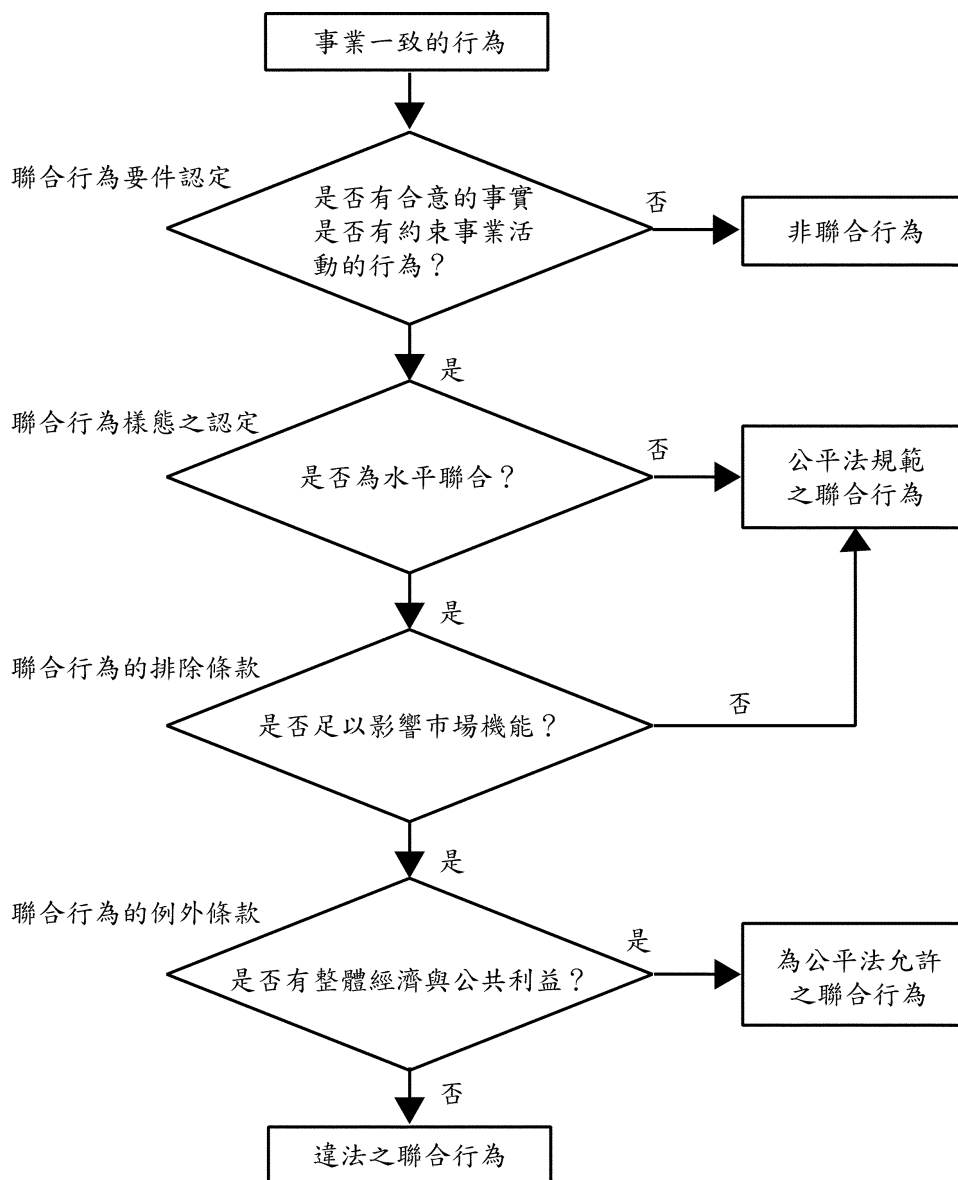 事業一致的行為
聯合行為要件認定
是否有合意的事實
是否有約束事業活
動的行為？
否
非聯合行為
是
聯合行為樣態之認定
是否為水平聯合？
否
公平法規範
之聯合行為
是
聯合行為的排除條款
是否足以影響市場機能？
否
是
聯合行為的例外條款
是否有整體經濟與公共利益？
是
為公平法允許
之聯合行為
否
違法之聯合行為